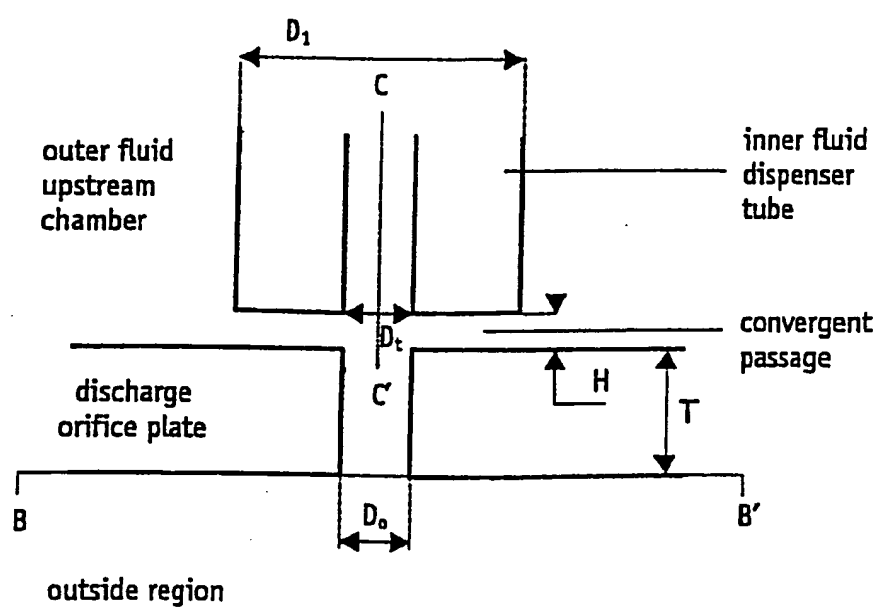 D₁
C
outer fluid
upstream
chamber
inner fluid
dispenser
tube
Dₜ
convergent
passage
C′
H
T
discharge
orifice plate
B
Dₒ
B′
outside region